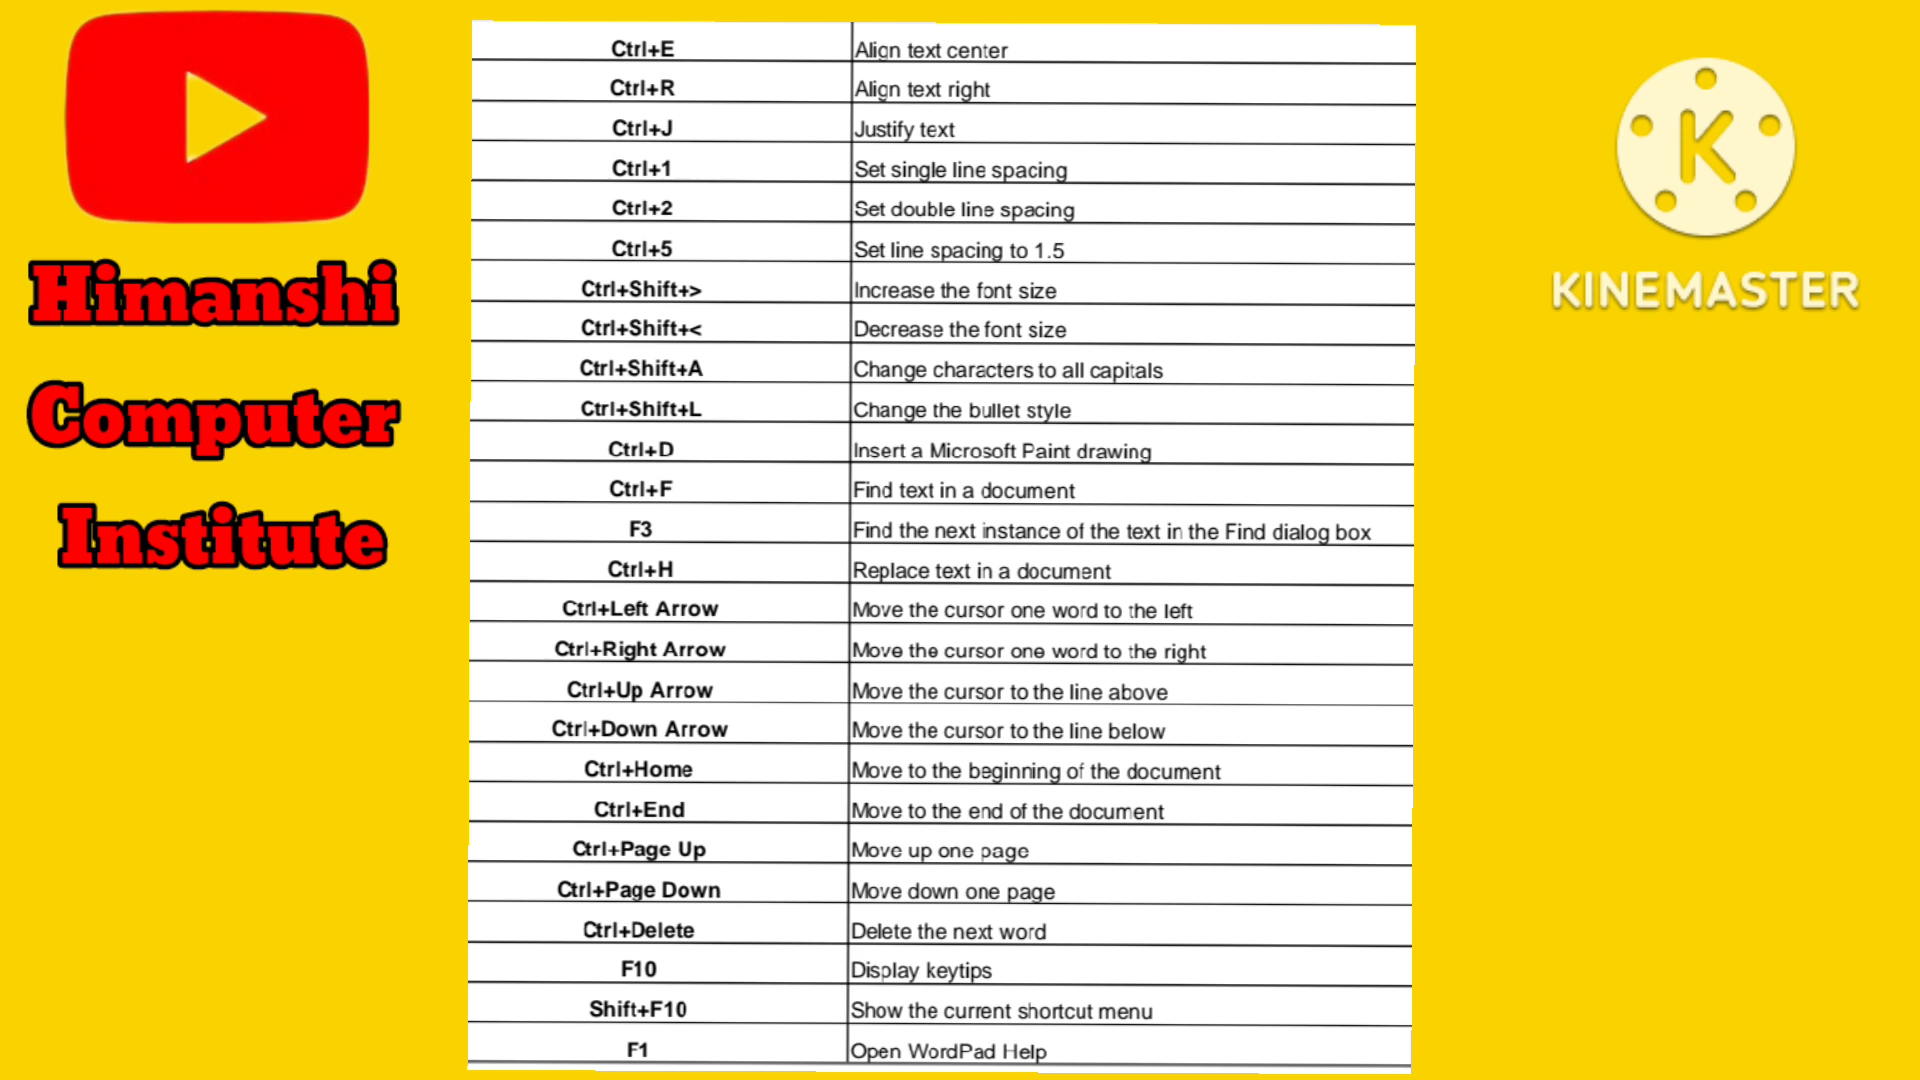 Himanshi
Computer
Institute
Ctrl+E Align text center
Ctrl+R Align text right
Ctrl+J Justify text
Ctrl+1 Set single line spacing
Ctrl+2 Set double line spacing
Ctrl+5 Set line spacing to 1.5
Ctrl+Shift+> Increase the font size
Ctrl+Shift+< Decrease the font size
Ctrl+Shift+A Change characters to all capitals
Ctrl+Shift+L Change the bullet style
Ctrl+D Insert a Microsoft Paint drawing
Ctrl+F Find text in a document
F3 Find the next instance of the text in the Find dialog box
Ctrl+H Replace text in a document
Ctrl+Left Arrow Move the cursor one word to the left
Ctrl+Right Arrow Move the cursor one word to the right
Ctrl+Up Arrow Move the cursor to the line above
Ctrl+Down Arrow Move the cursor to the line below
Ctrl+Home Move to the beginning of the document
Ctrl+End Move to the end of the document
Ctrl+Page Up Move up one page
Ctrl+Page Down Move down one page
Ctrl+Delete Delete the next word
F10 Display keytips
Shift+F10 Show the current shortcut menu
F1 Open WordPad Help
K
KINEMASTER